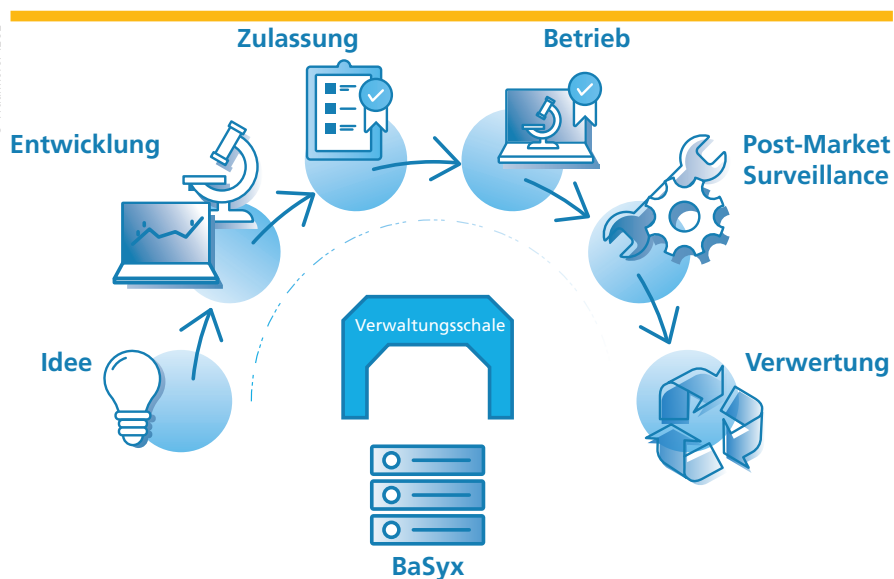 Zulassung
Betrieb
Entwicklung
Post-Market
Surveillance
Verwaltungsschale
Idee
Verwertung
BaSyx